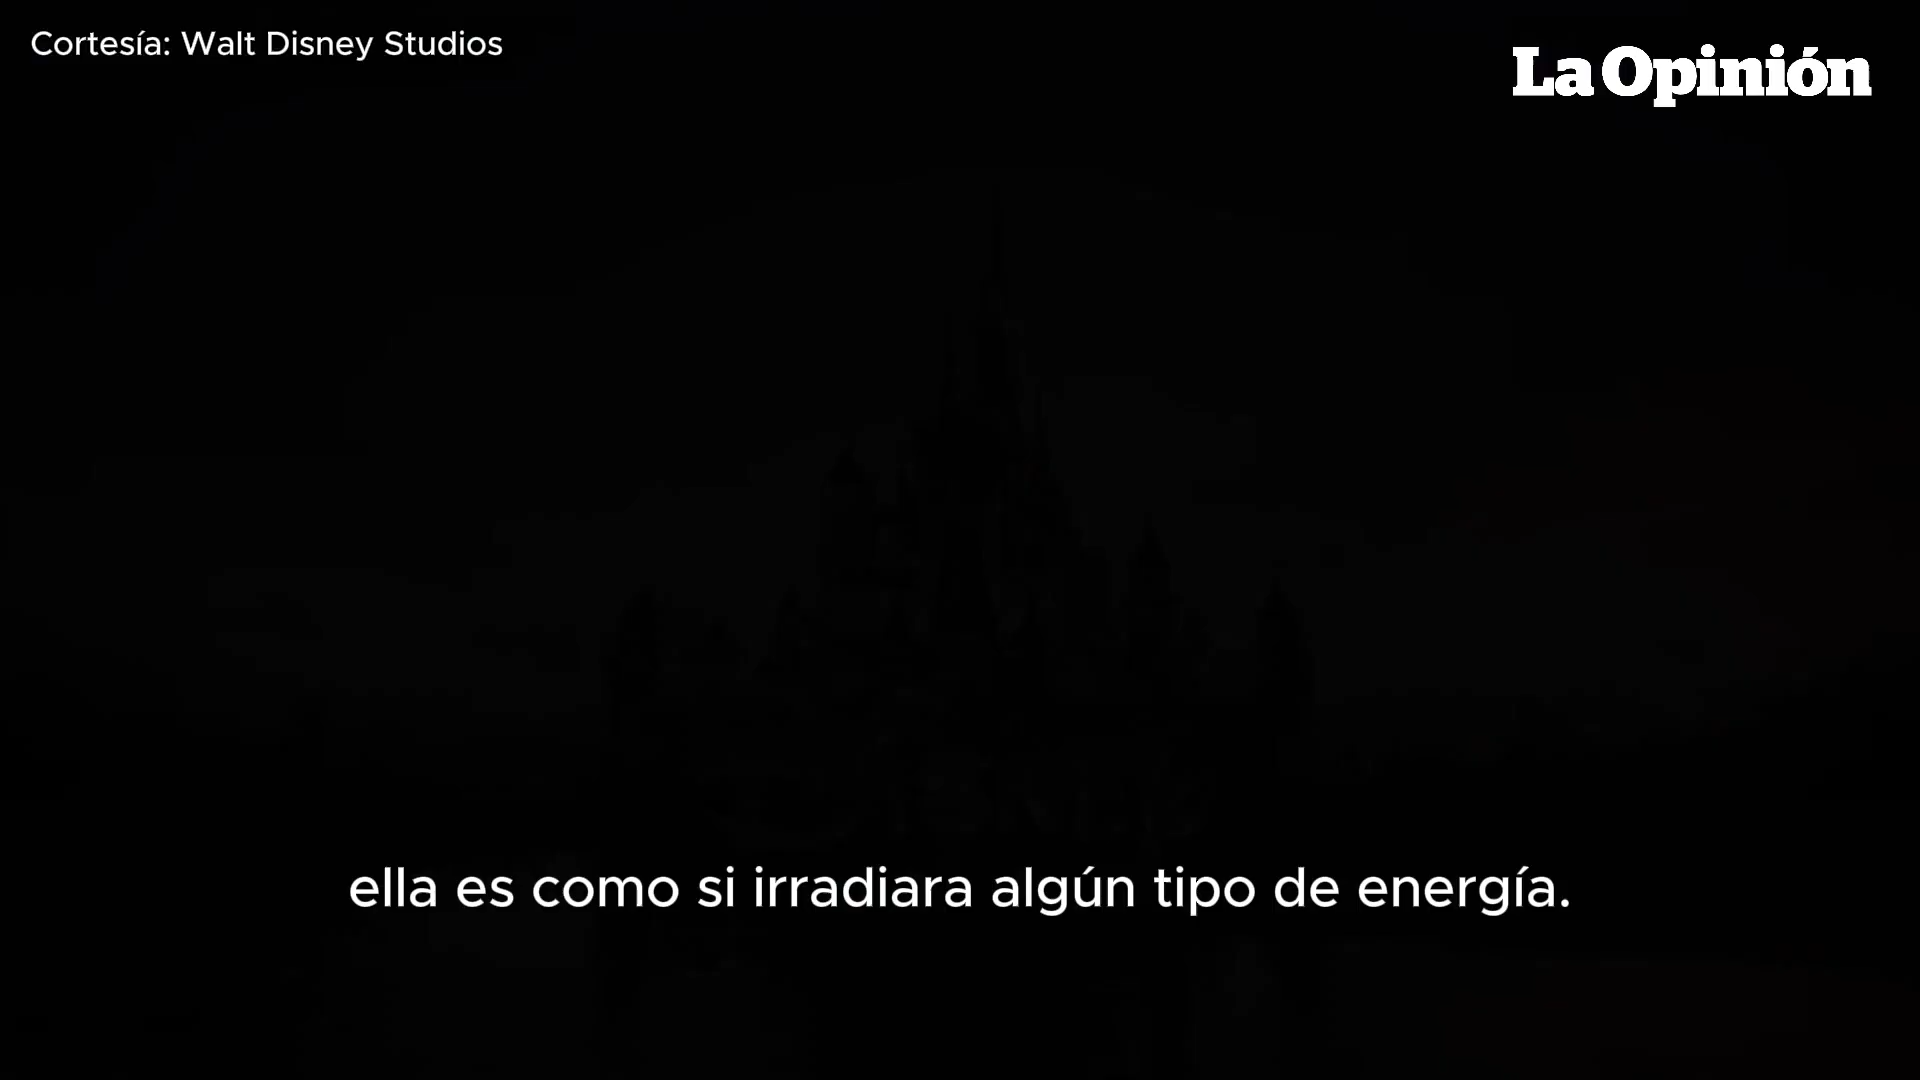 Cortesía: Walt Disney Studios
La Opinión
ella es como si irradiara algún tipo de energía.